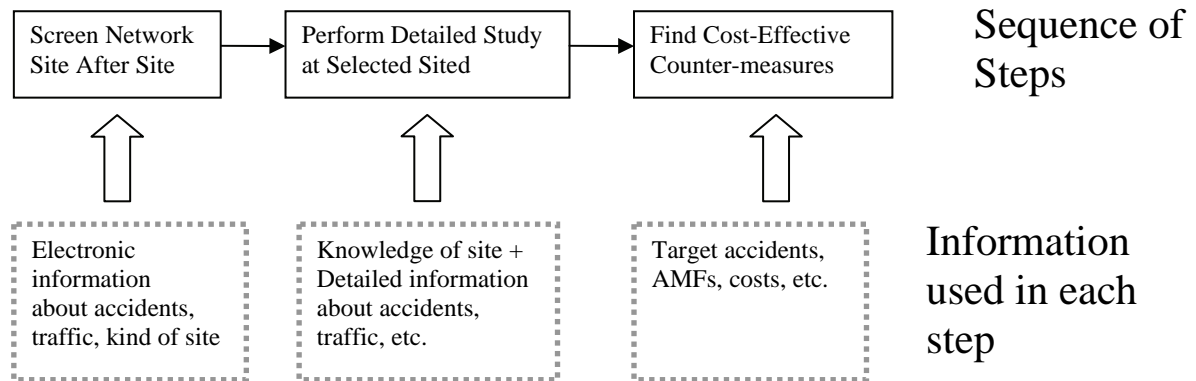 Screen Network
Site After Site
Perform Detailed Study
at Selected Sited
Find Cost-Effective
Counter-measures
Sequence of
Steps
Electronic
information
about accidents,
traffic, kind of site
Knowledge of site +
Detailed information
about accidents,
traffic, etc.
Target accidents,
AMFs, costs, etc.
Information
used in each
step